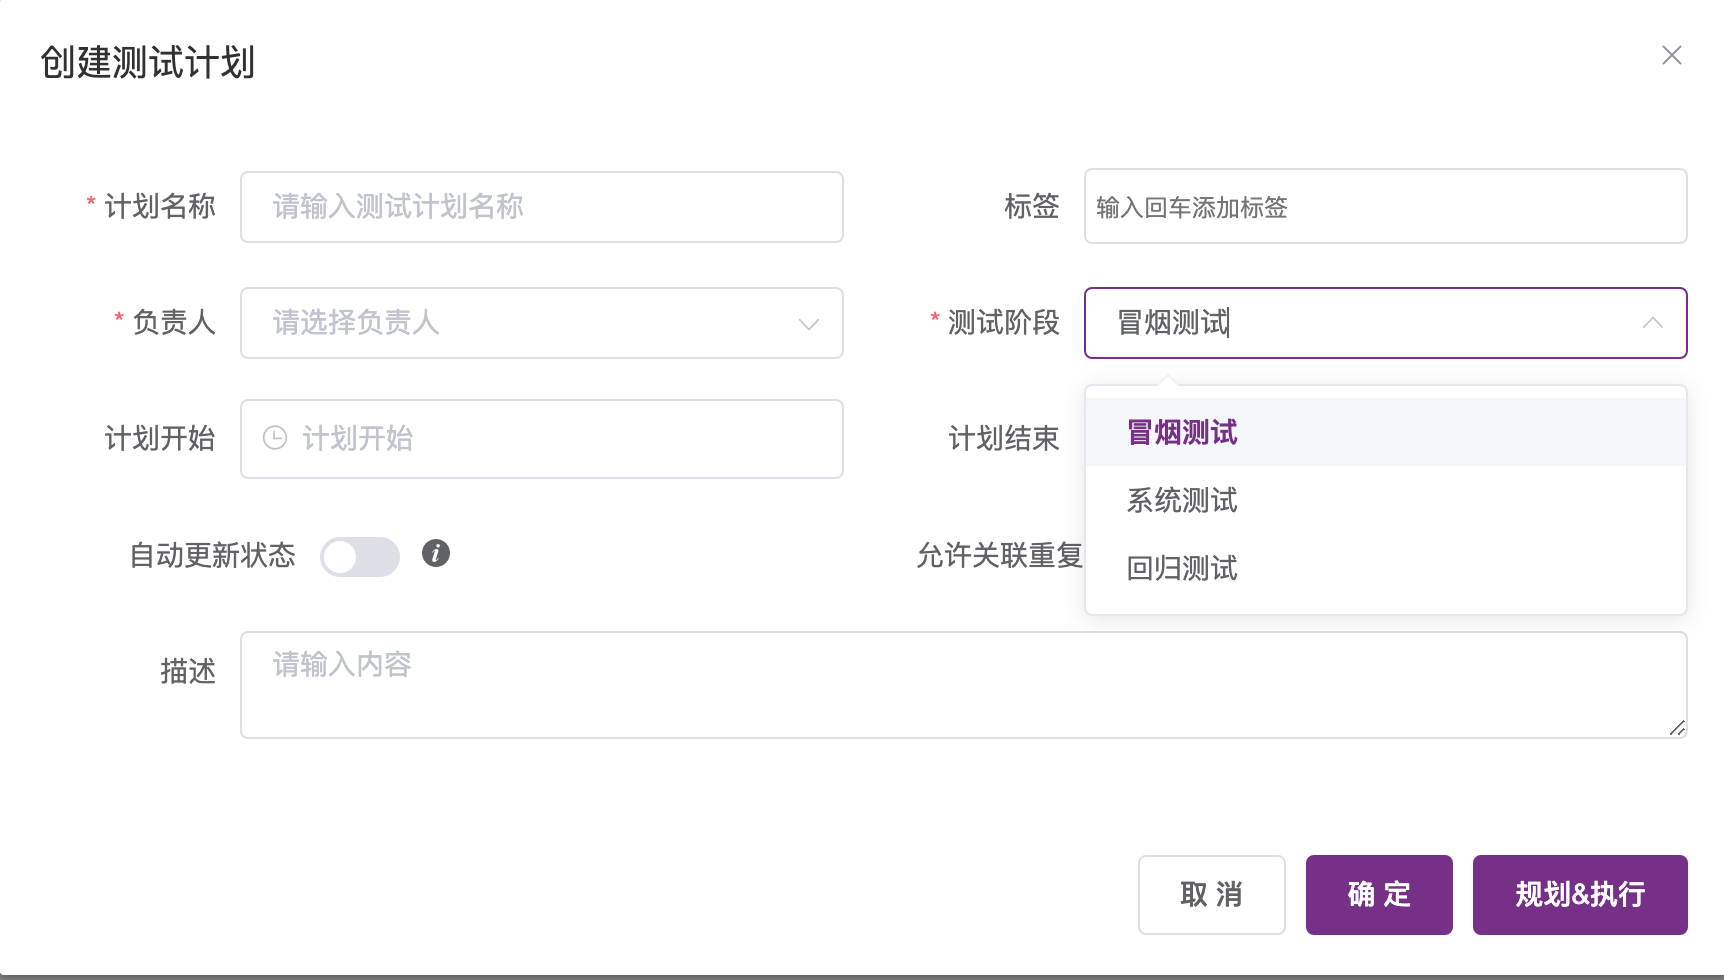 创建测试计划
* 计划名称 请输入测试计划名称 标签 输入回车添加标签
* 负责人 请选择负责人 * 测试阶段 冒烟测试
冒烟测试
系统测试
回归测试
计划开始 计划开始 计划结束
自动更新状态 允许关联重复
描述 请输入内容
取 消 确 定 规划&执行